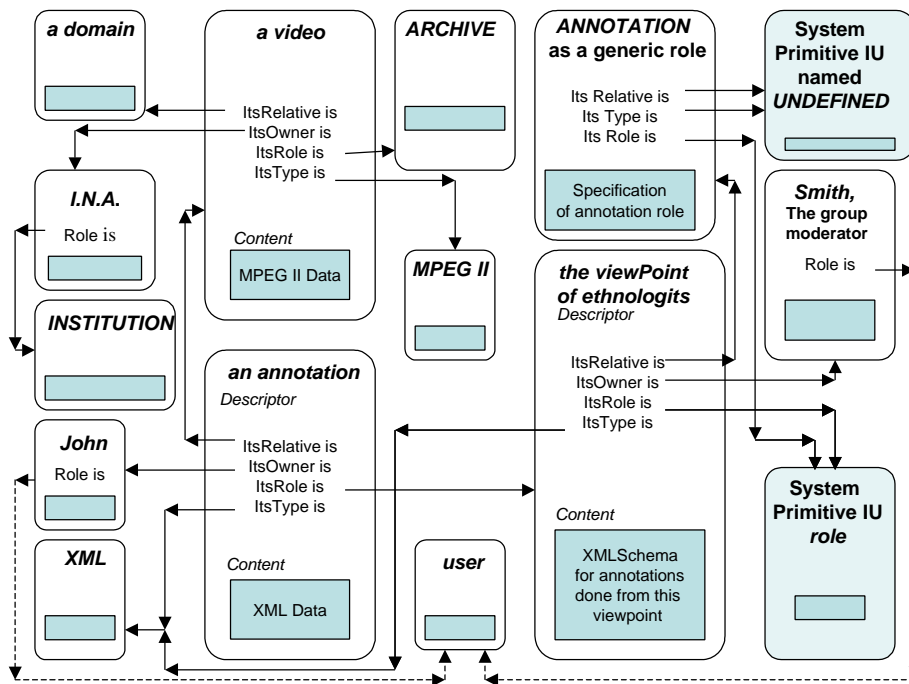 a domain
a video
ItsRelative is
ItsOwner is
ItsRole is
ItsType is
Content
MPEG II Data
ARCHIVE
ANNOTATION
as a generic role
Its Relative is
Its Type is
Its Role is
Specification
of annotation role
System
Primitive IU
named
UNDEFINED
I.N.A.
Role is
MPEG II
Smith,
The group
moderator
Role is
INSTITUTION
the viewPoint
of ethnologits
Descriptor
ItsRelative is
ItsOwner is
ItsRole is
ItsType is
Content
XMLSchema
for annotations
done from this
viewpoint
an annotation
Descriptor
ItsRelative is
ItsOwner is
ItsRole is
ItsType is
Content
XML Data
John
Role is
XML
user
System
Primitive IU
role